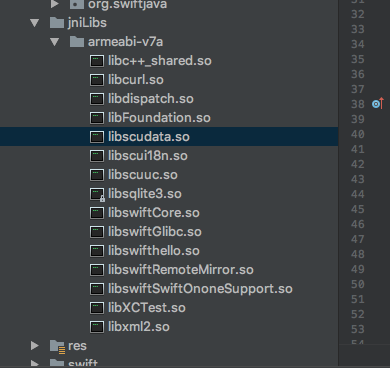 org.swiftjava
jniLibs
armeabi-v7a
libc++_shared.so
libcurl.so
libdispatch.so
libFoundation.so
libscudata.so
libscui18n.so
libscuuc.so
libsqlite3.so
libswiftCore.so
libswiftGlibc.so
libswifthello.so
libswiftRemoteMirror.so
libswiftSwiftOnoneSupport.so
libXCTest.so
libxml2.so
res
swift
31
32
33
34
35
36
37
38
39
40
41
42
43
44
45
46
47
48
49
50
51
52
53
54